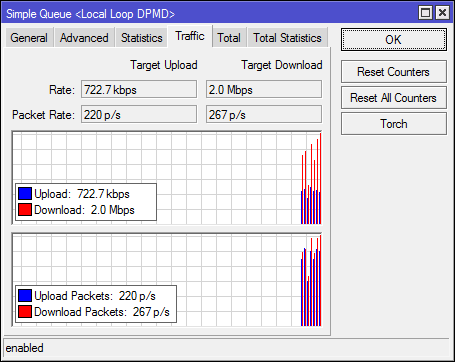 Simple Queue <Local Loop DPMD>
General Advanced Statistics Traffic Total Total Statistics
OK
Reset Counters
Reset All Counters
Torch
Target Upload Target Download
Rate: 722.7 kbps 2.0 Mbps
Packet Rate: 220 p/s 267 p/s
Upload: 722.7 kbps
Download: 2.0 Mbps
Upload Packets: 220 p/s
Download Packets: 267 p/s
enabled